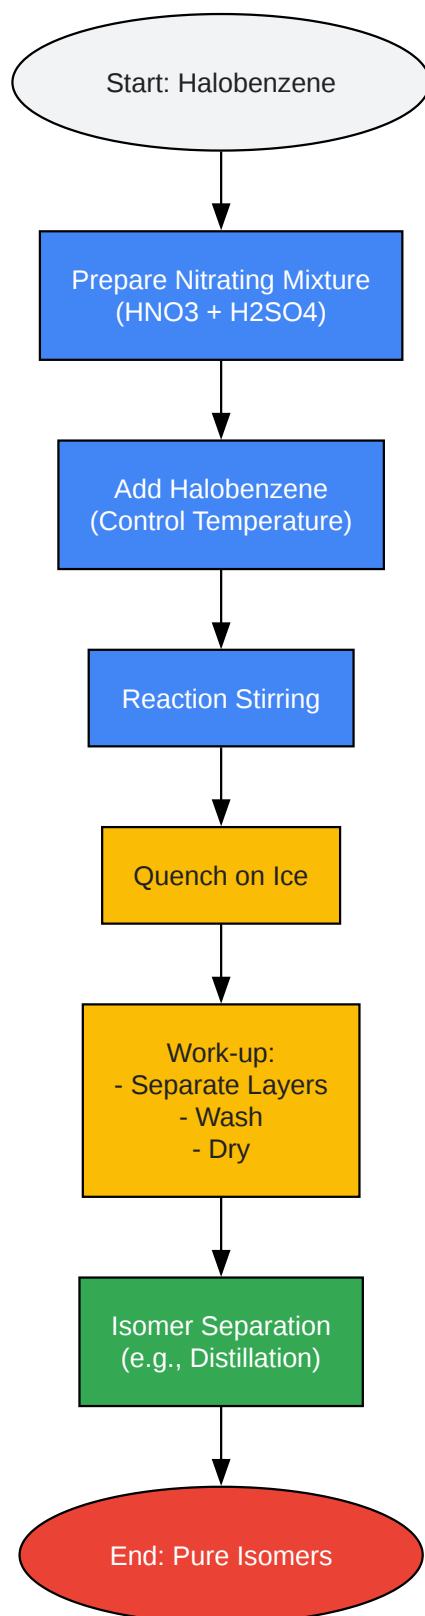 Start: Halobenzene
Prepare Nitrating Mixture
(HNO3 + H2SO4)
Add Halobenzene
(Control Temperature)
Reaction Stirring
Quench on Ice
Work-up:
- Separate Layers
- Wash
- Dry
Isomer Separation
(e.g., Distillation)
End: Pure Isomers